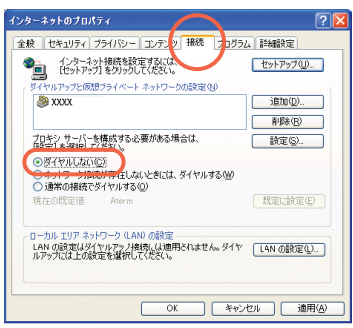 インターネットのプロパティ
全般 セキュリティ プライバシー コンテンツ 接続 プログラム 詳細設定
インターネット接続を設定するには、
[セットアップ] をクリックしてください。
セットアップ(U)...
ダイヤルアップと仮想プライベート ネットワークの設定(N)
XXXX
追加(D)...
削除(R)
プロキシ サーバーを構成する必要がある場合は、
[設定] を選択してください。
設定(S)...
ダイヤルしない(C)
ネットワーク接続が存在しないときには、ダイヤルする(W)
通常の接続でダイヤルする(O)
現在の既定値: Aterm
既定に設定(E)
ローカル エリア ネットワーク (LAN) の設定
LAN の設定はダイヤルアップ接続には適用されません。ダイヤ
ルアップには上の設定を選択してください。
LAN の設定(L)...
OK キャンセル 適用(A)